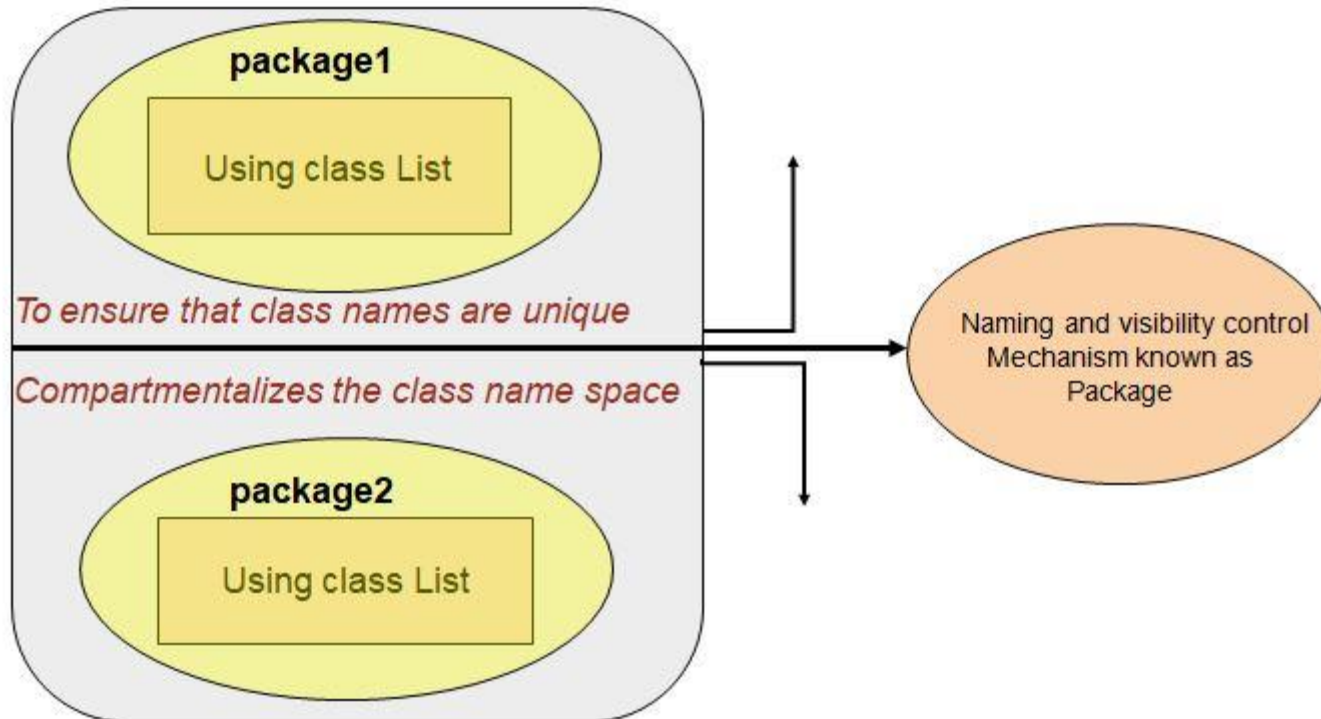 package1
Using class List
To ensure that class names are unique
Compartmentalizes the class name space
package2
Using class List
Naming and visibility control
Mechanism known as
Package